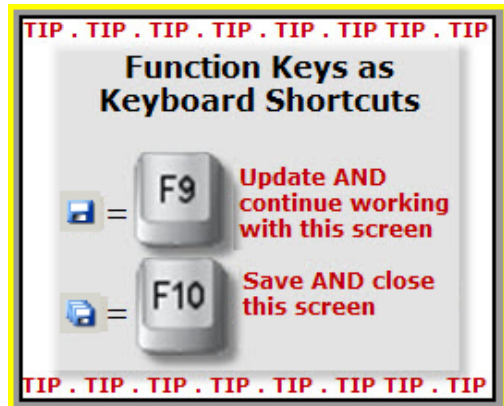 TIP . TIP . TIP . TIP . TIP . TIP . TIP . TIP
Function Keys as
Keyboard Shortcuts
= F9
Update AND
continue working
with this screen
= F10
Save AND close
this screen
TIP . TIP . TIP . TIP . TIP . TIP TIP . TIP